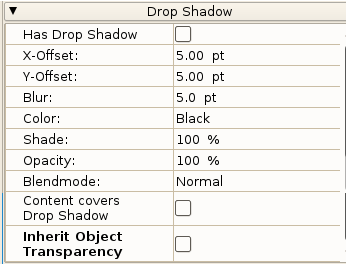 Drop Shadow
Has Drop Shadow
X-Offset: 5.00 pt
Y-Offset: 5.00 pt
Blur: 5.0 pt
Color: Black
Shade: 100 %
Opacity: 100 %
Blendmode: Normal
Content covers
Drop Shadow
Inherit Object
Transparency